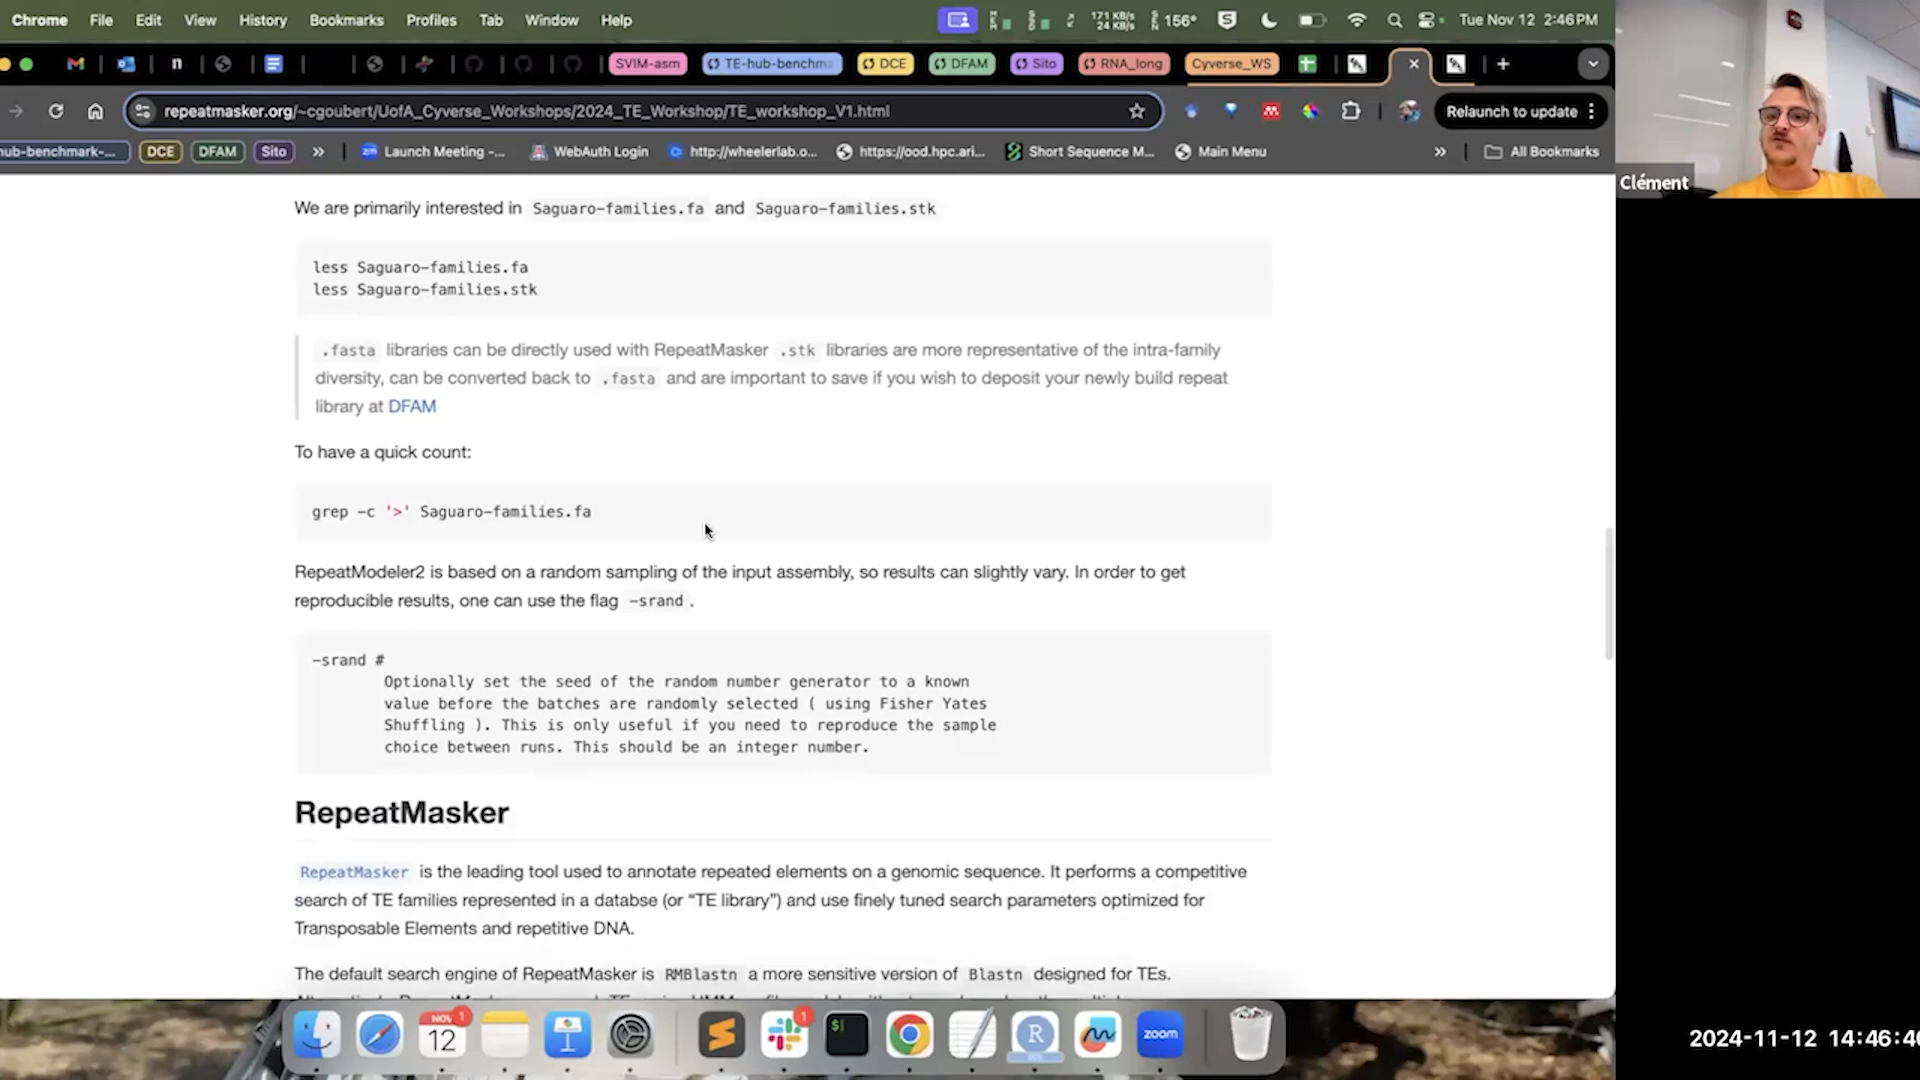 Chrome File Edit View History Bookmarks Profiles Tab Window Help 171 KB/s 24 KB/s 156° Tue Nov 12 2:46 PM
SVIM-asm TE-hub-benchma DCE DFAM Sito RNA_long Cyverse_WS
repeatmasker.org/~cgoubert/UofA_Cyverse_Workshops/2024_TE_Workshop/TE_workshop_V1.html Relaunch to update
hub-benchmark-... DCE DFAM Sito » Launch Meeting -... WebAuth Login http://wheelerlab.o... https://ood.hpc.ari... Short Sequence M... Main Menu » All Bookmarks
Clément
We are primarily interested in Saguaro-families.fa and Saguaro-families.stk
less Saguaro-families.fa
less Saguaro-families.stk
.fasta libraries can be directly used with RepeatMasker .stk libraries are more representative of the intra-family
diversity, can be converted back to .fasta and are important to save if you wish to deposit your newly build repeat
library at DFAM
To have a quick count:
grep -c '>' Saguaro-families.fa
RepeatModeler2 is based on a random sampling of the input assembly, so results can slightly vary. In order to get
reproducible results, one can use the flag -srand .
-srand #
Optionally set the seed of the random number generator to a known
value before the batches are randomly selected ( using Fisher Yates
Shuffling ). This is only useful if you need to reproduce the sample
choice between runs. This should be an integer number.
RepeatMasker
RepeatMasker is the leading tool used to annotate repeated elements on a genomic sequence. It performs a competitive
search of TE families represented in a databse (or “TE library”) and use finely tuned search parameters optimized for
Transposable Elements and repetitive DNA.
The default search engine of RepeatMasker is RMBlastn a more sensitive version of Blastn designed for TEs.
NOV 1
12
1
zoom
2024-11-12 14:46:40